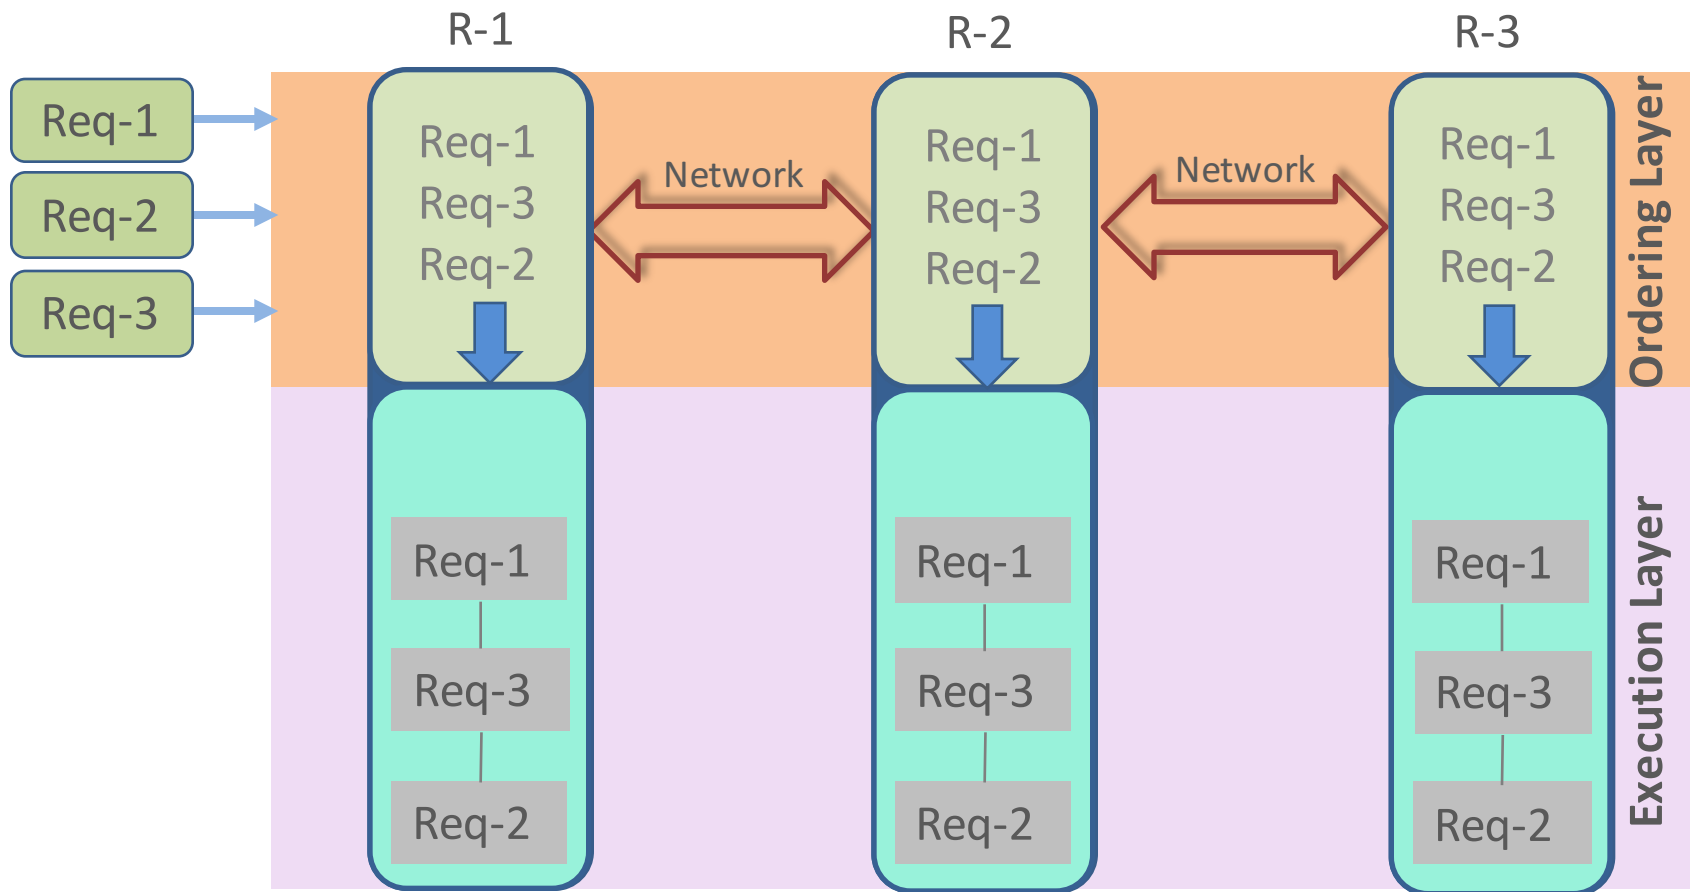 R-1
R-2
R-3
Req-1
Req-2
Req-3
Req-1
Req-3
Req-2
Network
Req-1
Req-3
Req-2
Network
Req-1
Req-3
Req-2
Ordering Layer
Req-1
Req-3
Req-2
Req-1
Req-3
Req-2
Req-1
Req-3
Req-2
Execution Layer